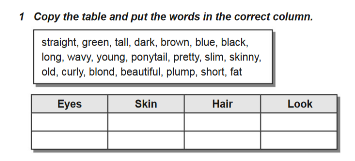 1 Copy the table and put the words in the correct column.
straight, green, tall, dark, brown, blue, black,
long, wavy, young, ponytail, pretty, slim, skinny,
old, curly, blond, beautiful, plump, short, fat
Eyes Skin Hair Look